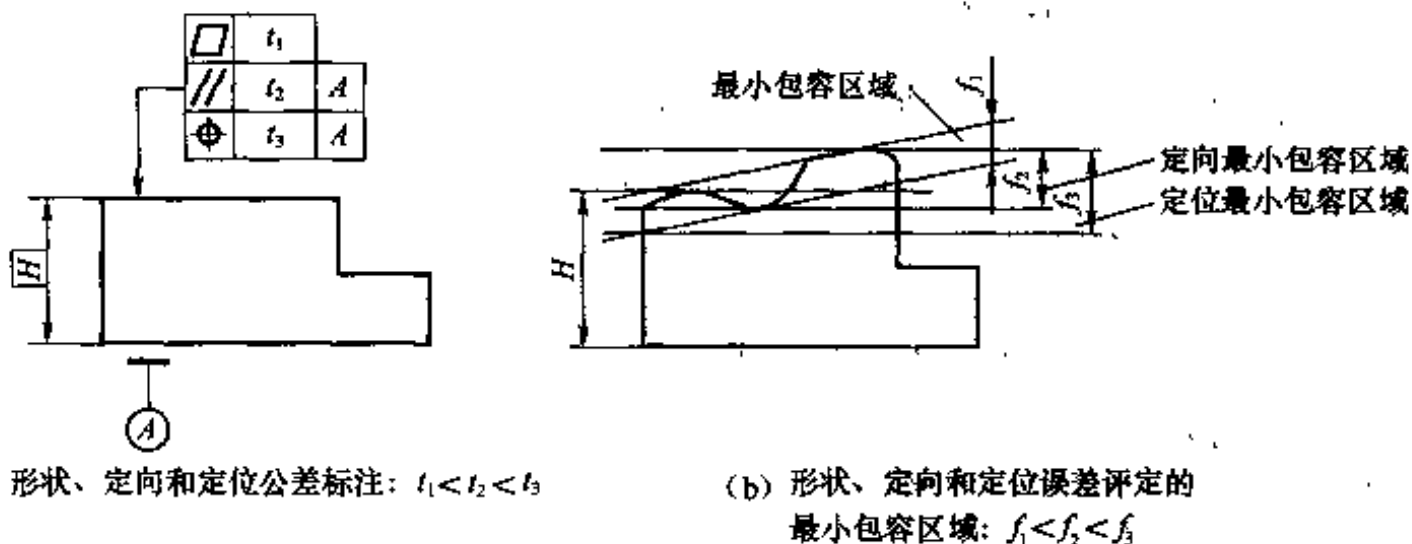 ▱ t₁
// t₂ A
⌖ t₃ A
H
A
形状、定向和定位公差标注: t₁<t₂<t₃
最小包容区域
f₁
f₂
f₃
定向最小包容区域
定位最小包容区域
H
(b) 形状、定向和定位误差评定的
最小包容区域: f₁<f₂<f₃